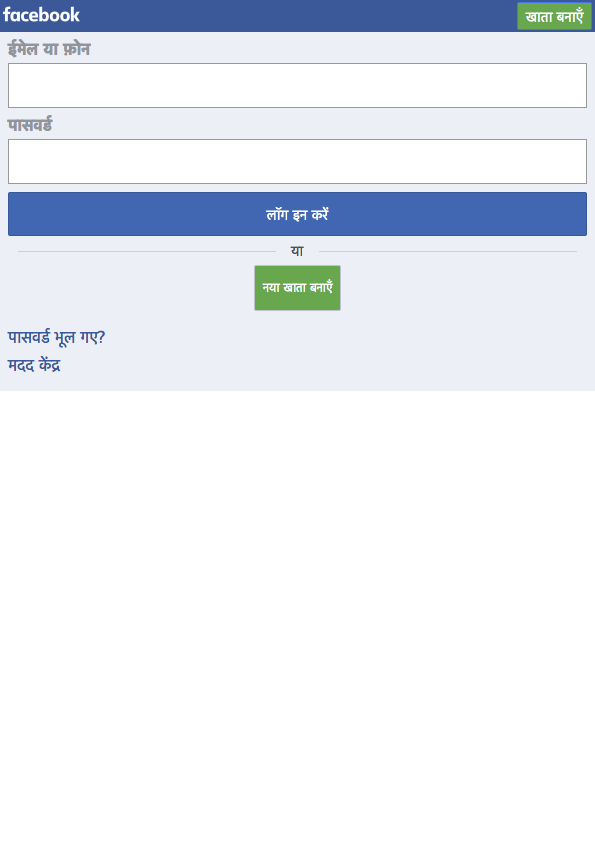 facebook
खाता बनाएँ
ईमेल या फ़ोन
पासवर्ड
लॉग इन करें
या
नया खाता बनाएँ
पासवर्ड भूल गए?
मदद केंद्र